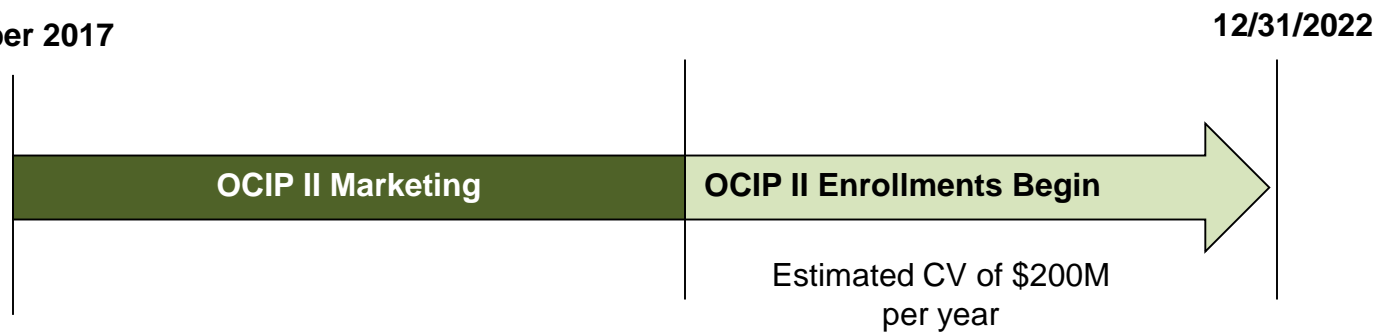 12/31/2022
ber 2017
OCIP II Marketing
OCIP II Enrollments Begin
Estimated CV of $200M
per year